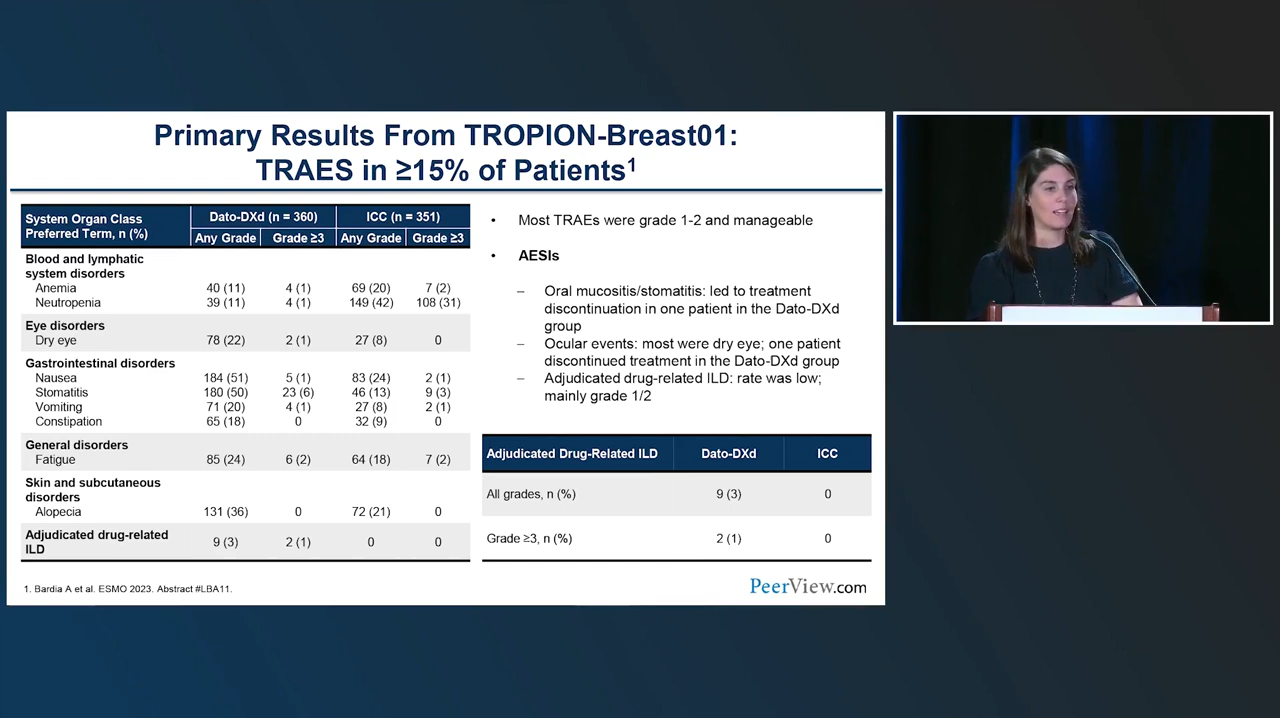 Primary Results From TROPION-Breast01:
TRAES in ≥15% of Patients¹
System Organ Class
Preferred Term, n (%)
Dato-DXd (n = 360)
ICC (n = 351)
Any Grade
Grade ≥3
Any Grade
Grade ≥3
Blood and lymphatic
system disorders
Anemia 40 (11) 4 (1) 69 (20) 7 (2)
Neutropenia 39 (11) 4 (1) 149 (42) 108 (31)
Eye disorders
Dry eye 78 (22) 2 (1) 27 (8) 0
Gastrointestinal disorders
Nausea 184 (51) 5 (1) 83 (24) 2 (1)
Stomatitis 180 (50) 23 (6) 46 (13) 9 (3)
Vomiting 71 (20) 4 (1) 27 (8) 2 (1)
Constipation 65 (18) 0 32 (9) 0
General disorders
Fatigue 85 (24) 6 (2) 64 (18) 7 (2)
Skin and subcutaneous
disorders
Alopecia 131 (36) 0 72 (21) 0
Adjudicated drug-related
ILD 9 (3) 2 (1) 0 0
• Most TRAEs were grade 1-2 and manageable
• AESIs
– Oral mucositis/stomatitis: led to treatment
discontinuation in one patient in the Dato-DXd
group
– Ocular events: most were dry eye; one patient
discontinued treatment in the Dato-DXd group
– Adjudicated drug-related ILD: rate was low;
mainly grade 1/2
Adjudicated Drug-Related ILD Dato-DXd ICC
All grades, n (%) 9 (3) 0
Grade ≥3, n (%) 2 (1) 0
1. Bardia A et al. ESMO 2023. Abstract #LBA11.
PeerView.com